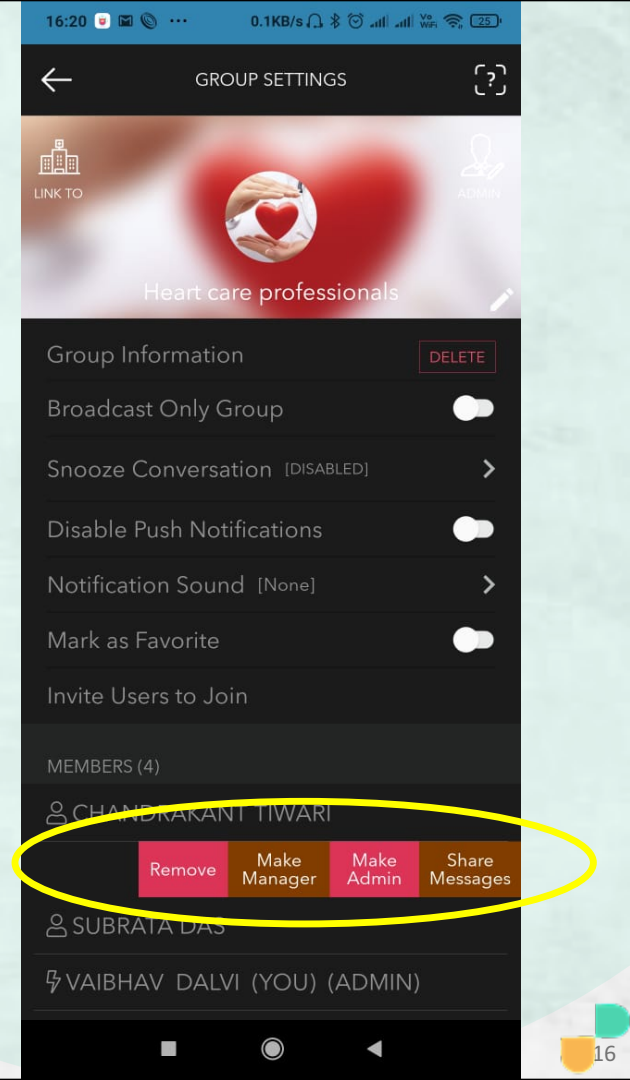 16:20 ... 0.1KB/s Vo WiFi 25
GROUP SETTINGS [?]
LINK TO ADMIN
Heart care professionals
Group Information DELETE
Broadcast Only Group
Snooze Conversation [DISABLED]
Disable Push Notifications
Notification Sound [None]
Mark as Favorite
Invite Users to Join
MEMBERS (4)
CHANDRAKANT TIWARI
Remove Make Manager Make Admin Share Messages
SUBRATA DAS
VAIBHAV DALVI (YOU) (ADMIN)
16